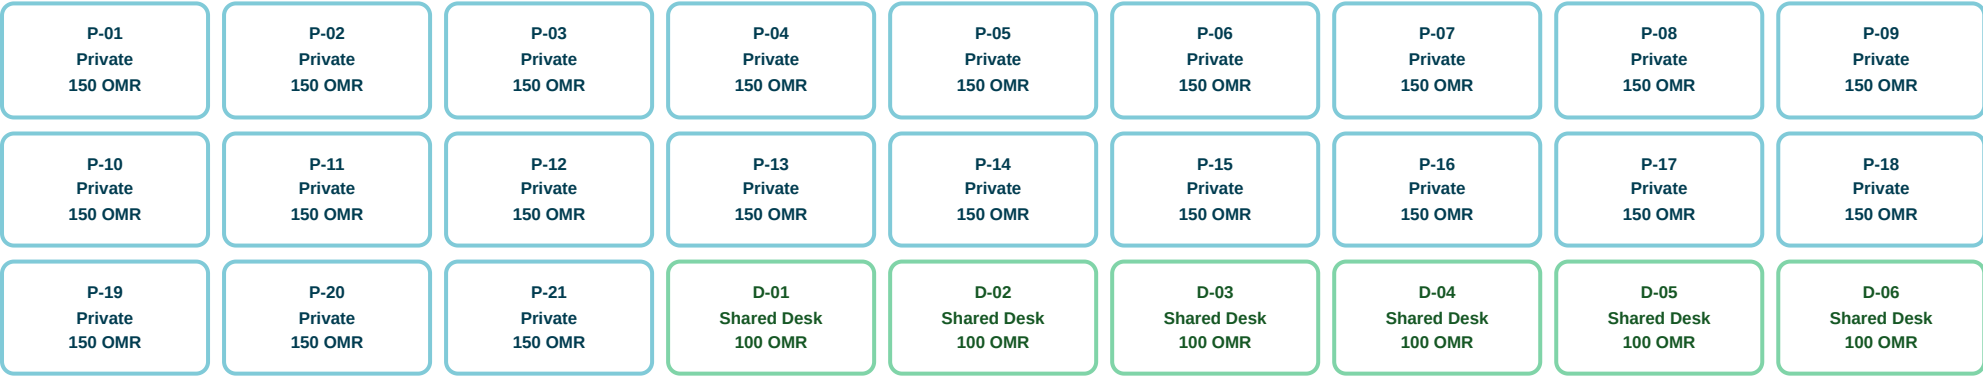 P-01
Private
150 OMR
P-02
Private
150 OMR
P-03
Private
150 OMR
P-04
Private
150 OMR
P-05
Private
150 OMR
P-06
Private
150 OMR
P-07
Private
150 OMR
P-08
Private
150 OMR
P-09
Private
150 OMR
P-10
Private
150 OMR
P-11
Private
150 OMR
P-12
Private
150 OMR
P-13
Private
150 OMR
P-14
Private
150 OMR
P-15
Private
150 OMR
P-16
Private
150 OMR
P-17
Private
150 OMR
P-18
Private
150 OMR
P-19
Private
150 OMR
P-20
Private
150 OMR
P-21
Private
150 OMR
D-01
Shared Desk
100 OMR
D-02
Shared Desk
100 OMR
D-03
Shared Desk
100 OMR
D-04
Shared Desk
100 OMR
D-05
Shared Desk
100 OMR
D-06
Shared Desk
100 OMR